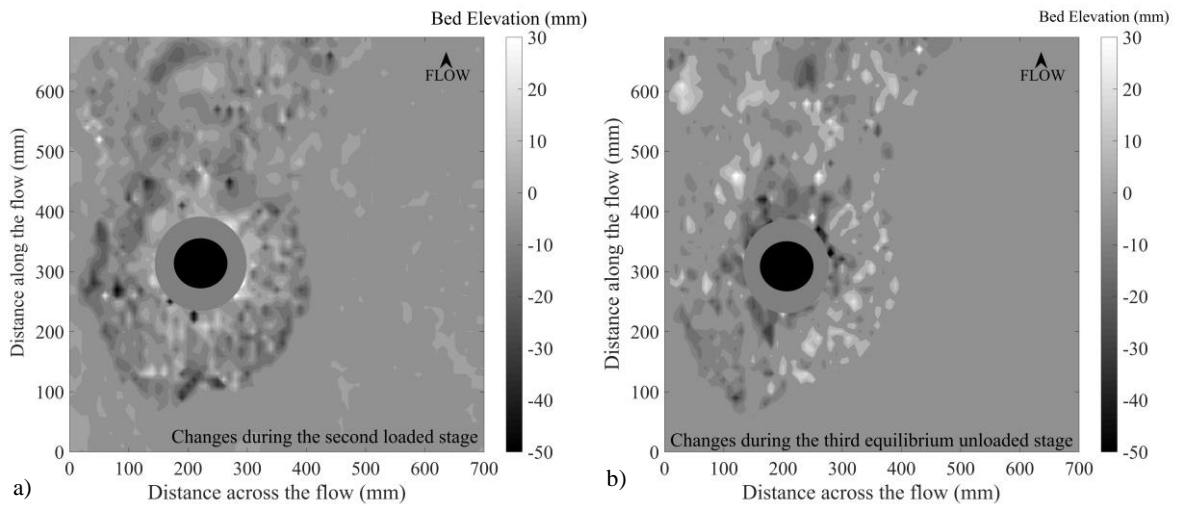 Bed Elevation (mm)
FLOW
30
20
10
0
-10
-20
-30
-40
-50
600
500
400
300
200
100
0
Distance along the flow (mm)
Changes during the second loaded stage
0 100 200 300 400 500 600 700
Distance across the flow (mm)
a)
Bed Elevation (mm)
FLOW
30
20
10
0
-10
-20
-30
-40
-50
600
500
400
300
200
100
0
Distance along the flow (mm)
Changes during the third equilibrium unloaded stage
0 100 200 300 400 500 600 700
Distance across the flow (mm)
b)